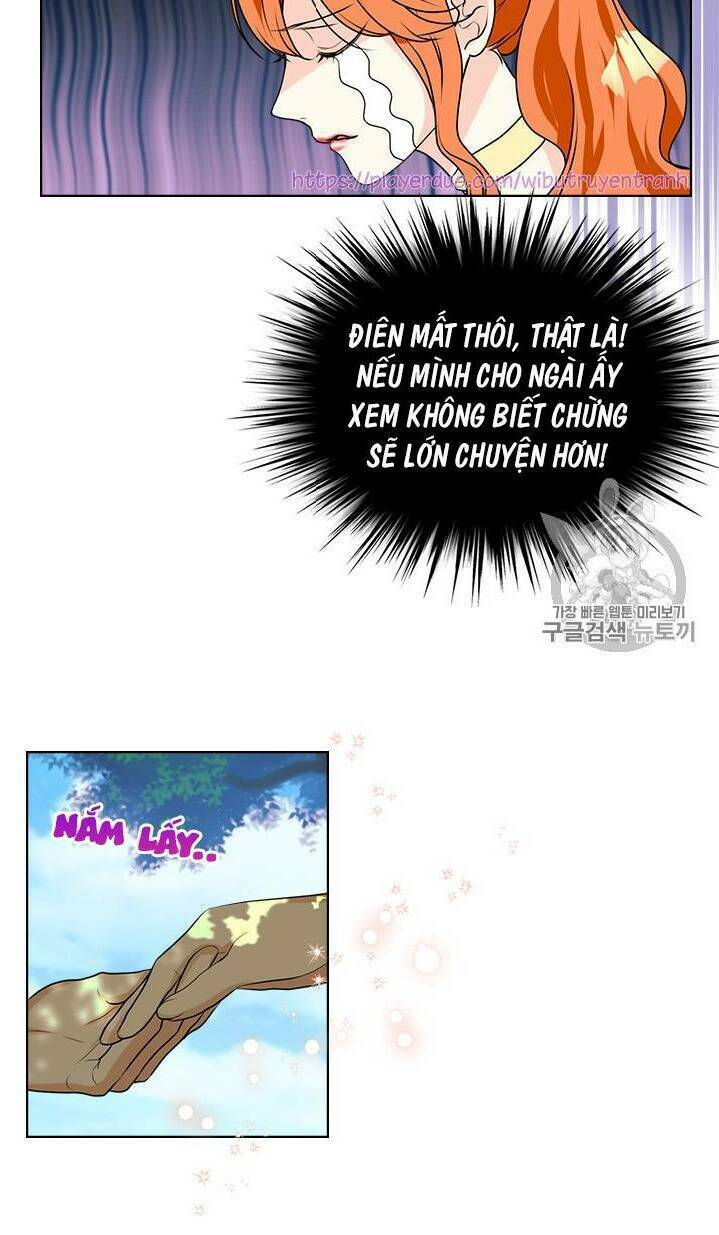 https://playerduo.com/wibutruyentranh
ĐIÊN MẤT THÔI, THẬT LÀ!
NẾU MÌNH CHO NGÀI ẤY
XEM KHÔNG BIẾT CHỪNG
SẼ LỚN CHUYỆN HƠN!
가장 빠른 웹툰 미리보기
구글검색 뉴토끼
NẮM LẤY..